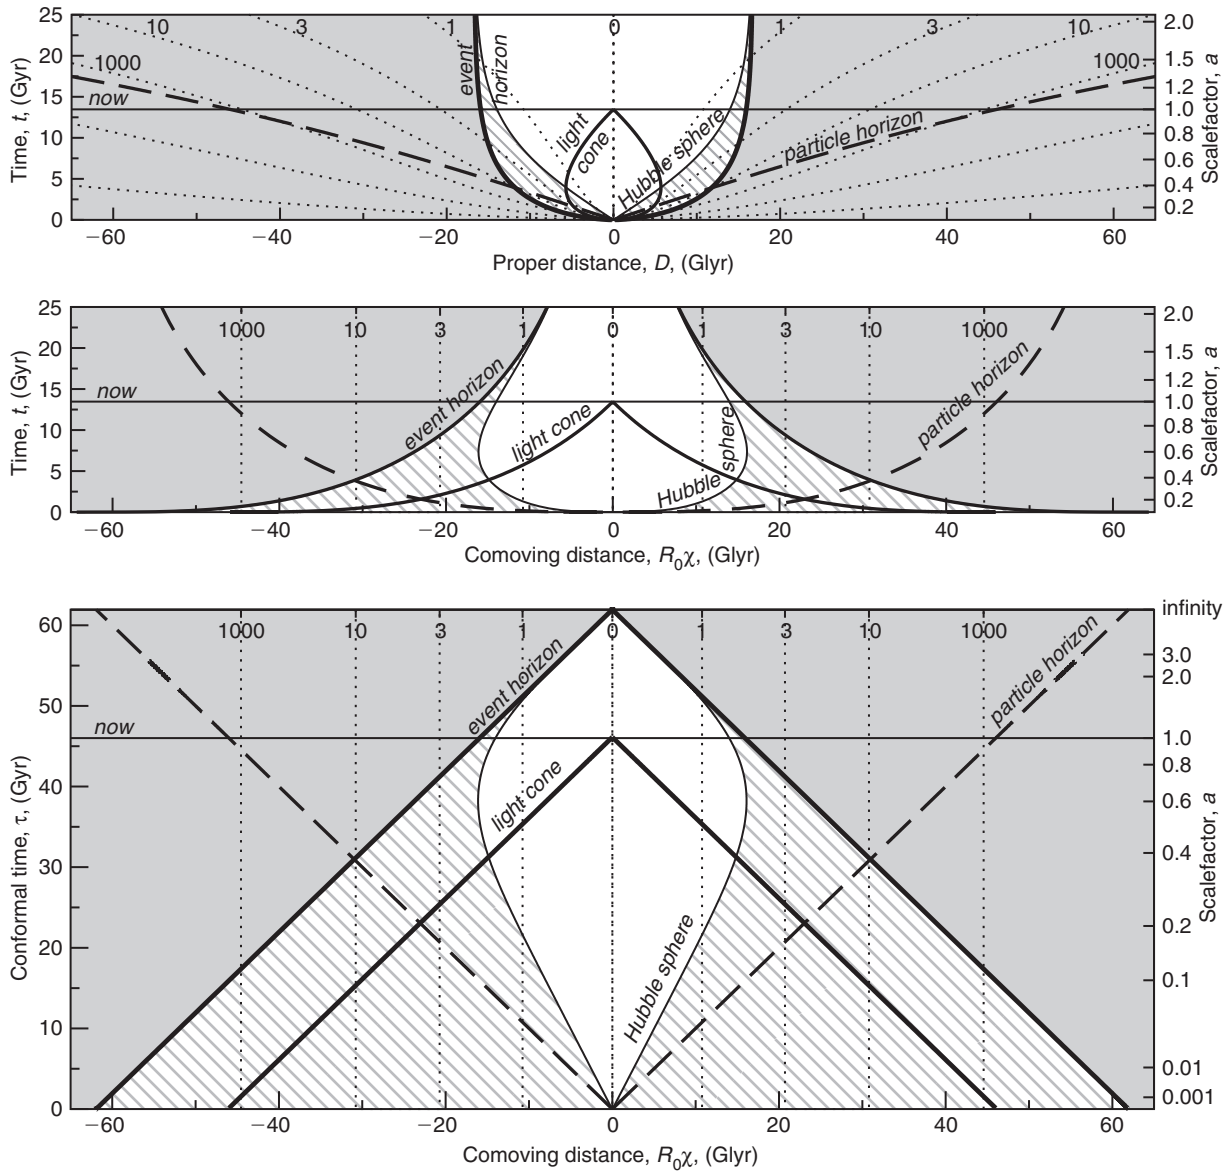 25
20
15
10
5
0
Time, t, (Gyr)
10 3 1 0 1 3 10
1000 1000
now
event
horizon
light
cone
Hubble sphere
particle horizon
2.0
1.5
1.2
1.0
0.8
0.6
0.4
0.2
Scalefactor, a
−60 −40 −20 0 20 40 60
Proper distance, D, (Glyr)
25
20
15
10
5
0
Time, t, (Gyr)
1000 10 3 1 0 1 3 10 1000
now
event horizon
light cone
Hubble
sphere
particle horizon
2.0
1.5
1.2
1.0
0.8
0.6
0.4
0.2
Scalefactor, a
−60 −40 −20 0 20 40 60
Comoving distance, R₀χ, (Glyr)
60
50
40
30
20
10
0
Conformal time, τ, (Gyr)
1000 10 3 1 0 1 3 10 1000
now
event horizon
light cone
Hubble sphere
particle horizon
infinity
3.0
2.0
1.0
0.8
0.6
0.4
0.2
0.1
0.01
0.001
Scalefactor, a
−60 −40 −20 0 20 40 60
Comoving distance, R₀χ, (Glyr)